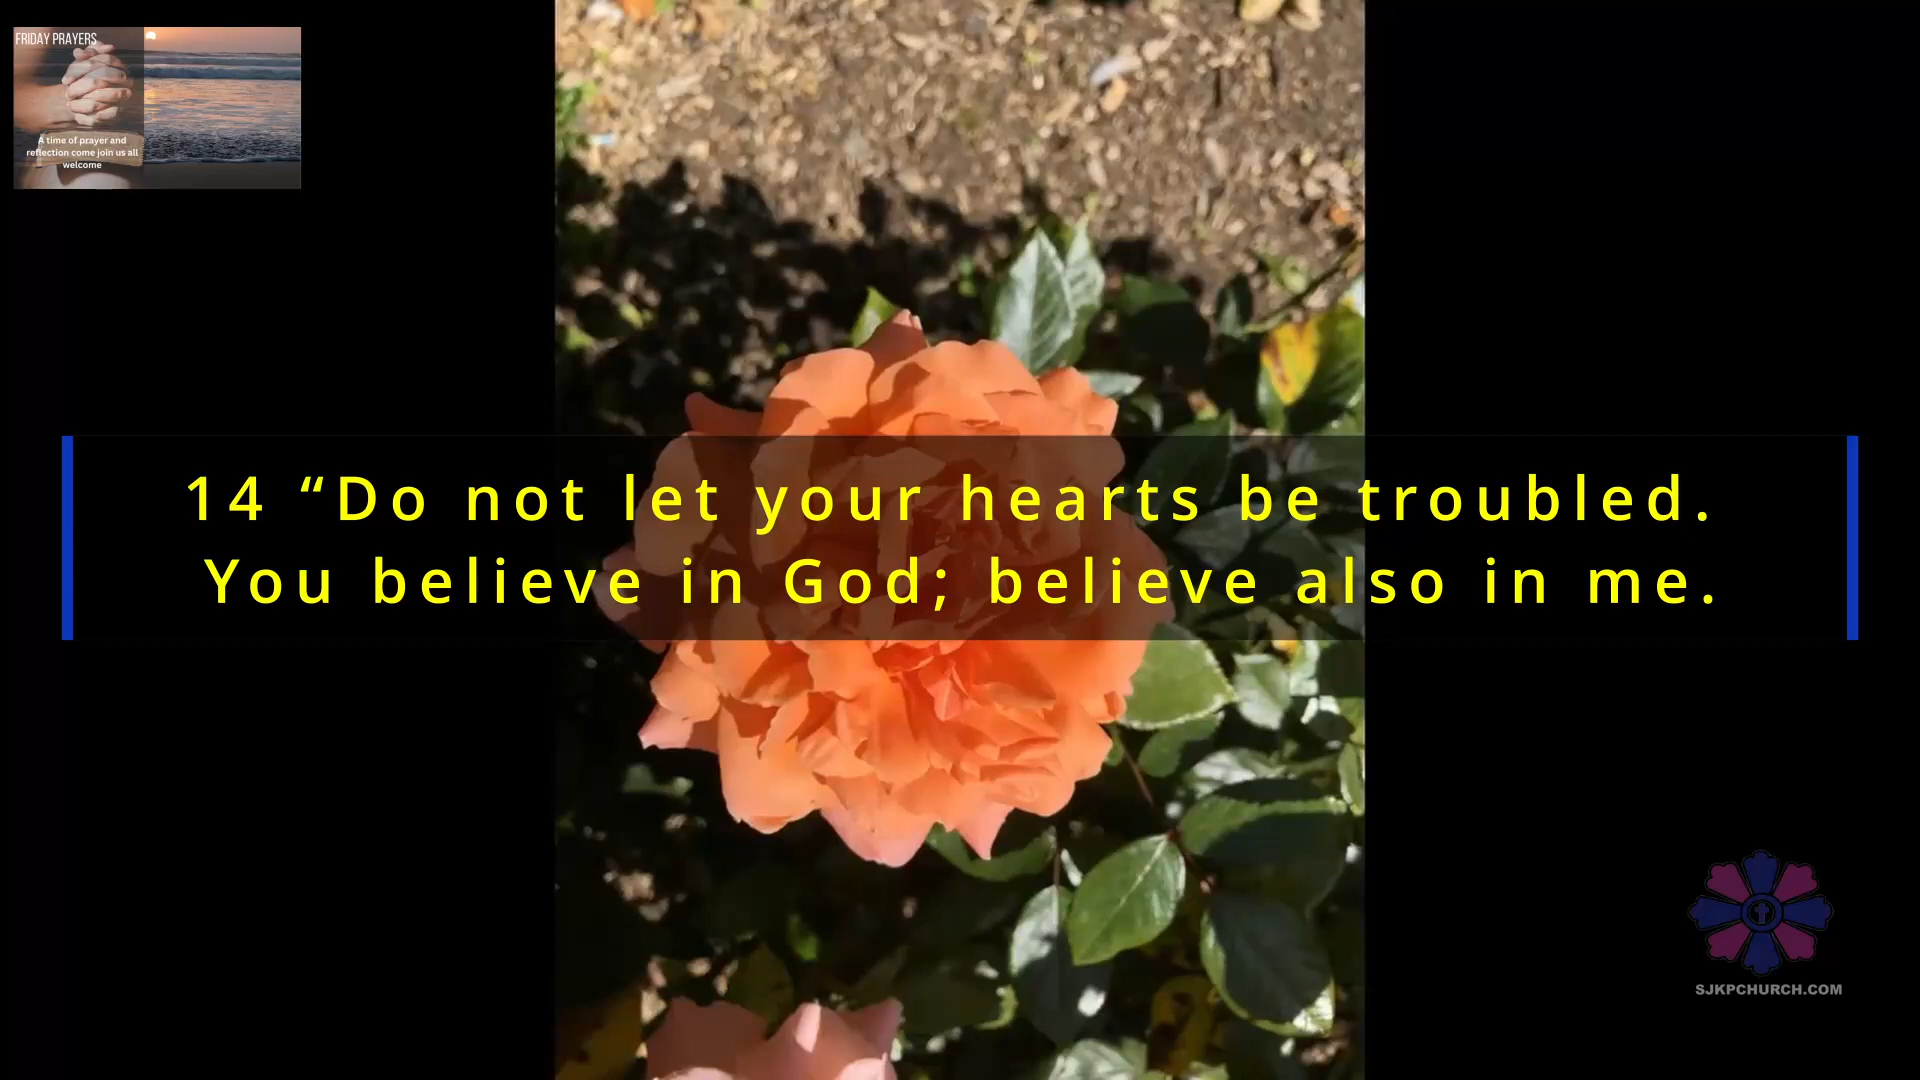 FRIDAY PRAYERS
A time of prayer and
reflection come join us all
welcome
14 “Do not let your hearts be troubled.
You believe in God; believe also in me.
SJKPCHURCH.COM